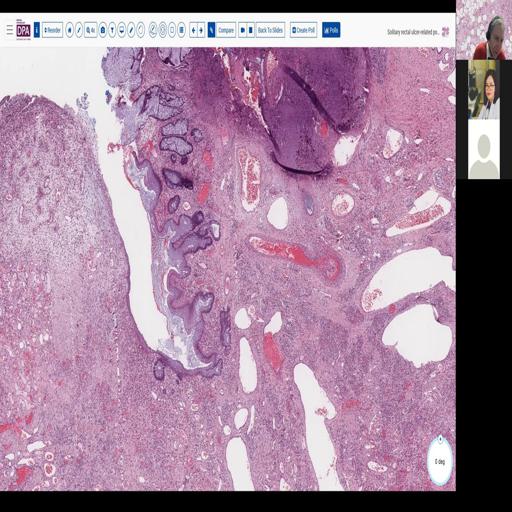 DPA
Reorder
4x
Compare
Back To Slides
Create Poll
Polls
Solitary rectal ulcer-related po...
0 deg